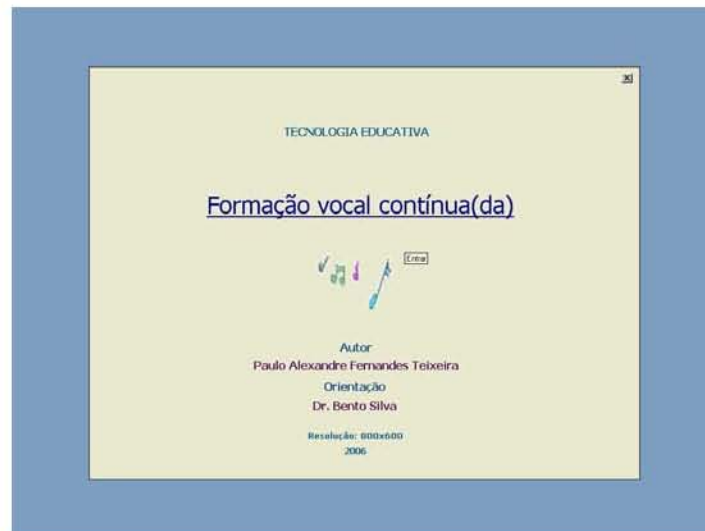 TECNOLOGIA EDUCATIVA
Formação vocal contínua(da)
Entrar
Autor
Paulo Alexandre Fernandes Teixeira
Orientação
Dr. Bento Silva
Resolução: 800x600
2006